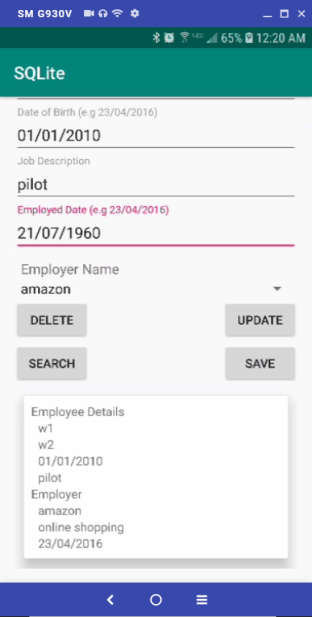 SM G930V
65% 12:20 AM
SQLite
Date of Birth (e.g 23/04/2016)
01/01/2010
Job Description
pilot
Employed Date (e.g 23/04/2016)
21/07/1960
Employer Name
amazon
DELETE UPDATE
SEARCH SAVE
Employee Details
w1
w2
01/01/2010
pilot
Employer
amazon
online shopping
23/04/2016